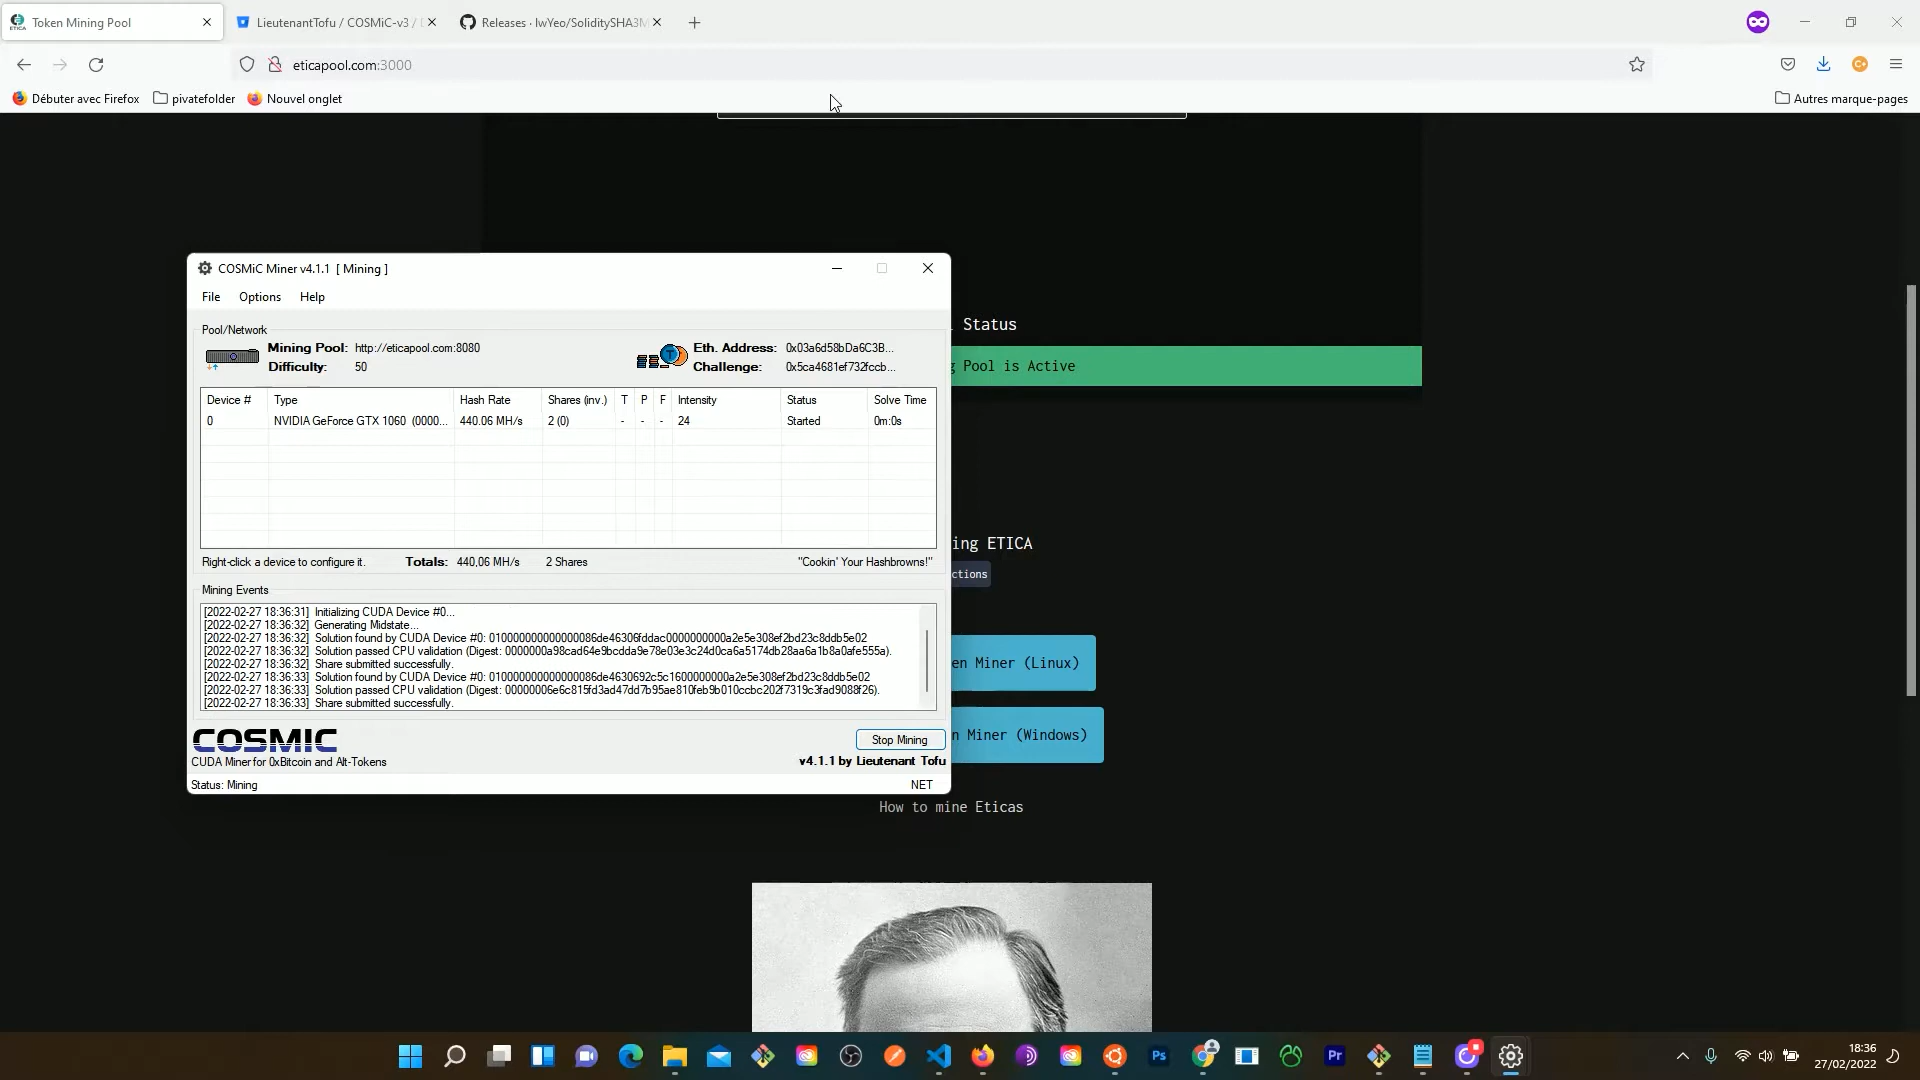 Token Mining Pool
LieutenantTofu / COSMiC-v3 /
Releases · lwYeo/SoliditySHA3M
eticapool.com:3000
Débuter avec Firefox
pivatefolder
Nouvel onglet
Autres marque-pages
COSMiC Miner v4.1.1 [ Mining ]
File Options Help
Pool/Network
Mining Pool: http://eticapool.com:8080
Difficulty: 50
Eth. Address: 0x03a6d58bDa6C3B...
Challenge: 0x5ca4681ef732fccb...
Device # Type Hash Rate Shares (inv.) T P F Intensity Status Solve Time
0 NVIDIA GeForce GTX 1060 (0000... 440.06 MH/s 2 (0) - - - 24 Started 0m:0s
Right-click a device to configure it. Totals: 440,06 MH/s 2 Shares "Cookin' Your Hashbrowns!"
Mining Events
[2022-02-27 18:36:31] Initializing CUDA Device #0...
[2022-02-27 18:36:32] Generating Midstate...
[2022-02-27 18:36:32] Solution found by CUDA Device #0: 010000000000000086de46306fddac0000000000a2e5e308ef2bd23c8ddb5e02
[2022-02-27 18:36:32] Solution passed CPU validation (Digest: 0000000a98cad64e9bcdda9e78e03e3c24d0ca6a5174db28aa6a1b8a0afe555a).
[2022-02-27 18:36:32] Share submitted successfully.
[2022-02-27 18:36:33] Solution found by CUDA Device #0: 010000000000000086de4630692c5c1600000000a2e5e308ef2bd23c8ddb5e02
[2022-02-27 18:36:33] Solution passed CPU validation (Digest: 00000006e6c815fd3ad47dd7b95ae810feb9b010ccbc202f7319c3fad9088f26).
[2022-02-27 18:36:33] Share submitted successfully.
COSMIC
CUDA Miner for 0xBitcoin and Alt-Tokens
Stop Mining
v4.1.1 by Lieutenant Tofu
Status: Mining
NET
Status
Pool is Active
ing ETICA
ctions
en Miner (Linux)
n Miner (Windows)
How to mine Eticas
Ps
Pr
18:36
27/02/2022